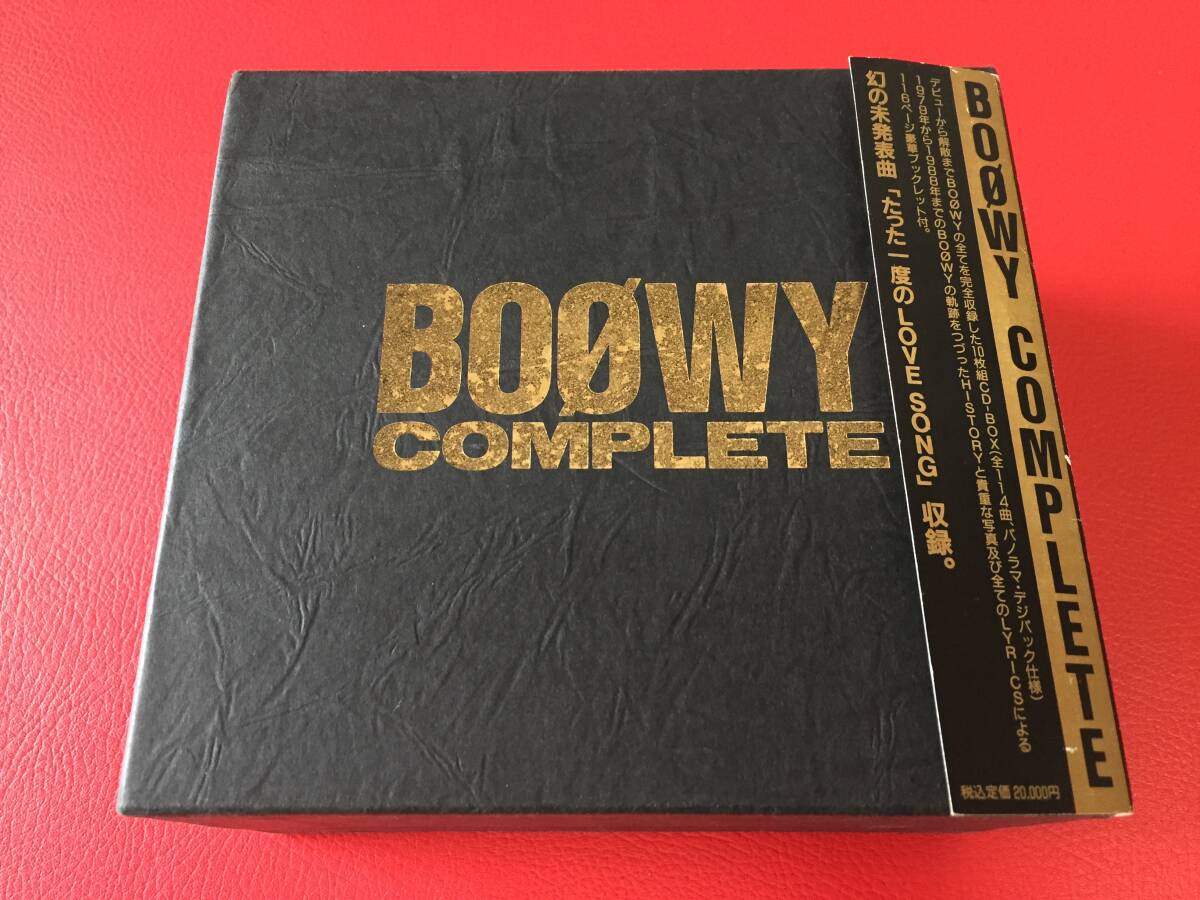 BOØWY
COMPLETE
BOØWY COMPLETE
デビューから解散までBOØWYの全てを完全収録した10枚組CD-BOX(全114曲、パノラマ・デジパック仕様)
1979年から1988年までのBOØWYの軌跡をつづったHISTORYと貴重な写真及び全てのLYRICSによる
116ページ豪華ブックレット付。
幻の未発表曲「たった一度のLOVE SONG」収録。
税込定価20,000円